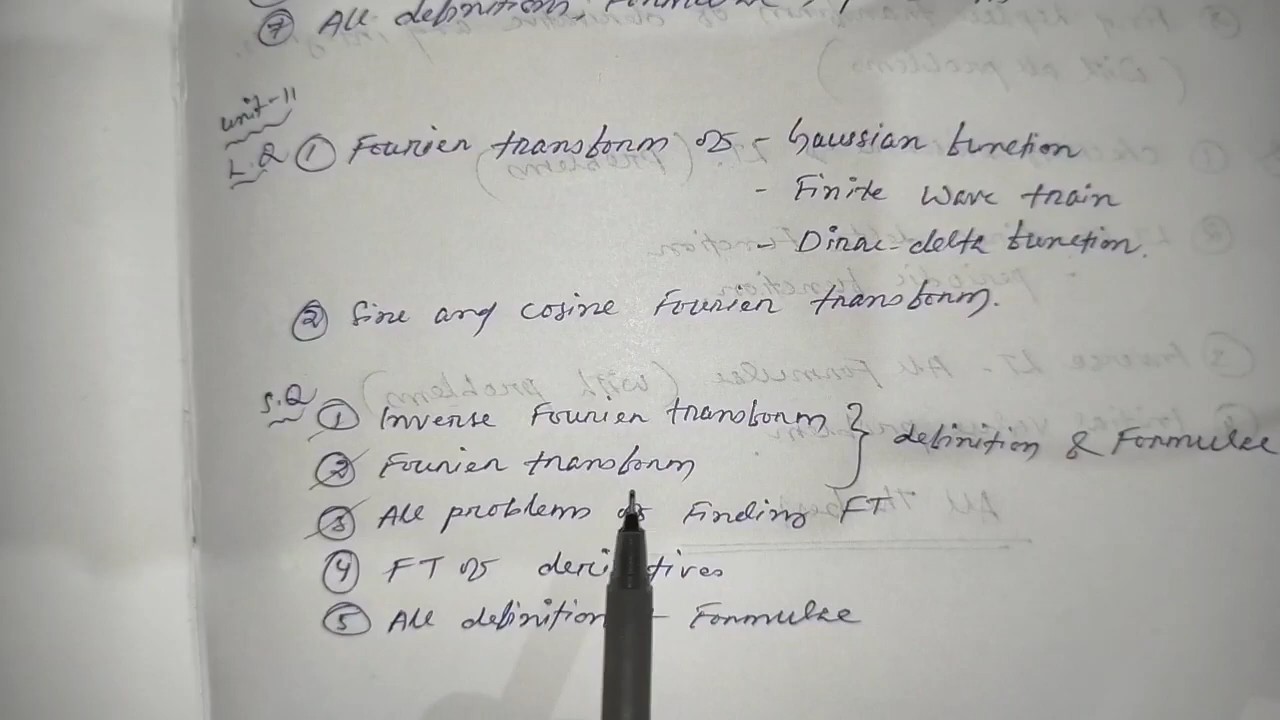 ⑦ All definition - Formulae
unit-II
L.Q ① Fourier transform of - Gaussian function
- Finite wave train
- Dirac-delta function.
② Sine and cosine Fourier transform.
S.Q ① Inverse Fourier transform } definition & Formulae
② Fourier transform
③ All problems of Finding FT
④ FT of derivatives
⑤ All definition - Formulae